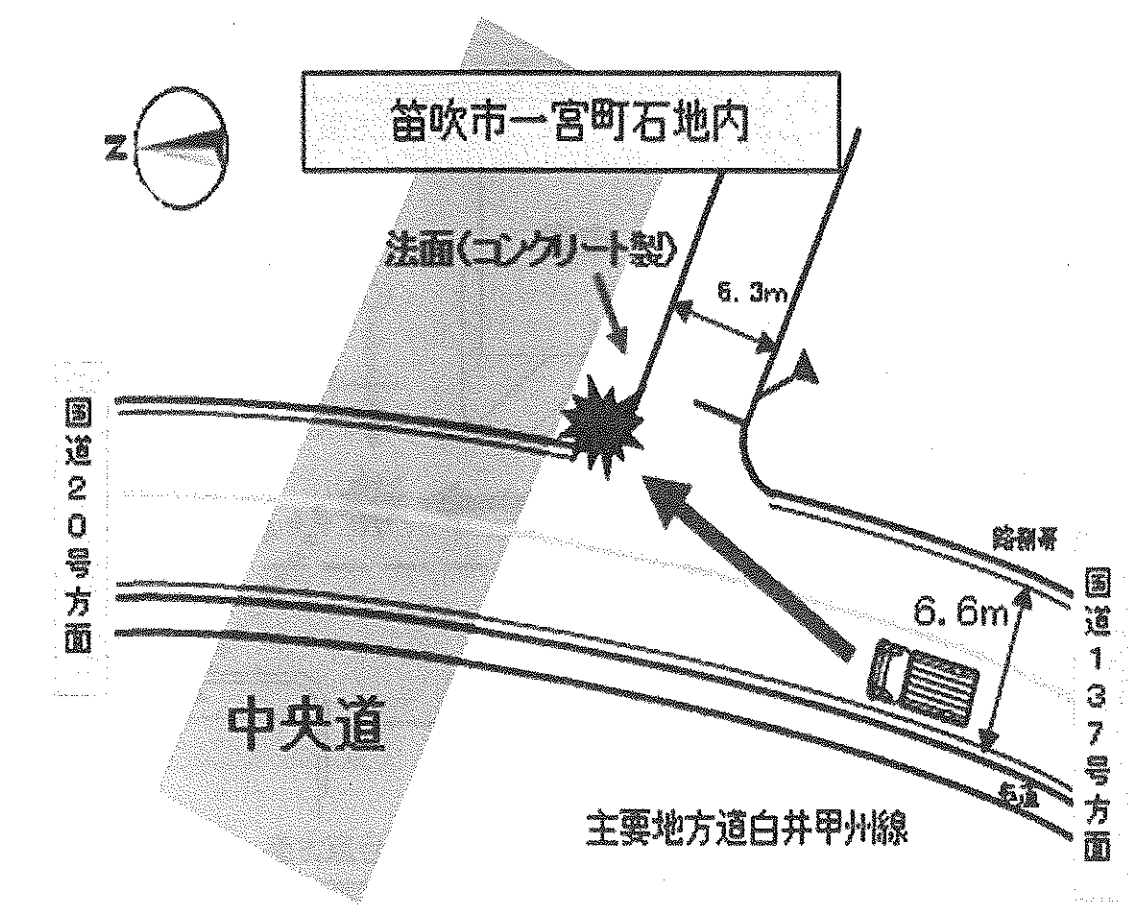 笛吹市一宮町石地内
N
法面(コンクリート製)
6.3m
国道20号方面
路側帯
6.6m
国道137号方面
中央道
歩道
主要地方道白井甲州線